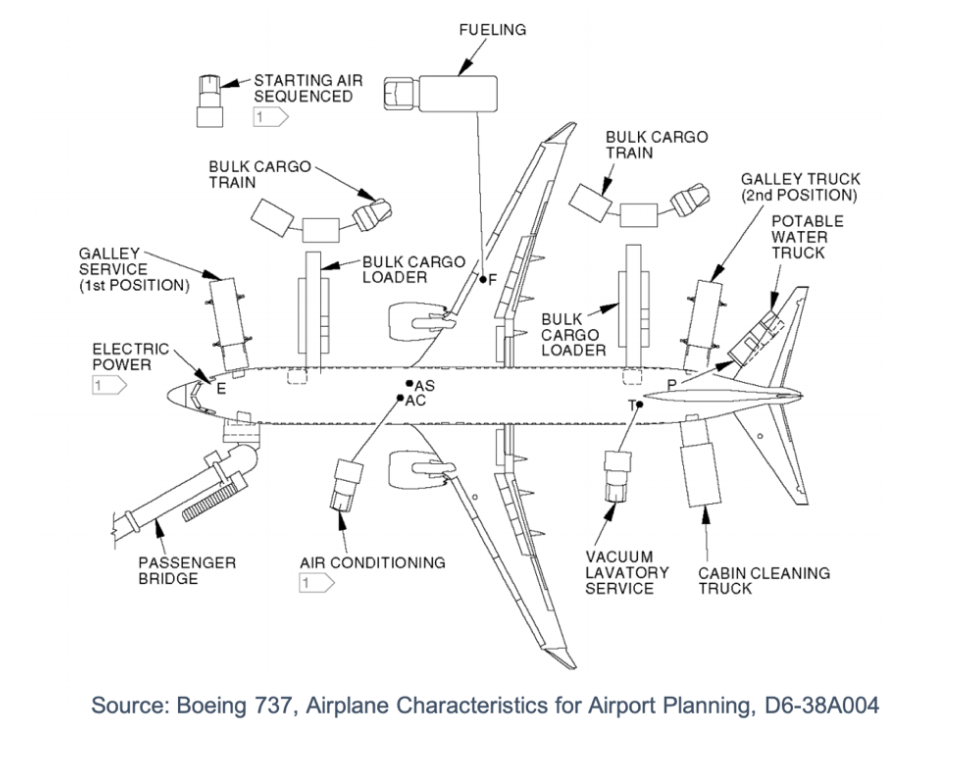 FUELING
STARTING AIR
SEQUENCED
1
BULK CARGO
TRAIN
BULK CARGO
TRAIN
GALLEY TRUCK
(2nd POSITION)
POTABLE
WATER
TRUCK
GALLEY
SERVICE
(1st POSITION)
BULK CARGO
LOADER
F
BULK
CARGO
LOADER
ELECTRIC
POWER
1
E
AS
AC
P
T
PASSENGER
BRIDGE
AIR CONDITIONING
1
VACUUM
LAVATORY
SERVICE
CABIN CLEANING
TRUCK
Source: Boeing 737, Airplane Characteristics for Airport Planning, D6-38A004